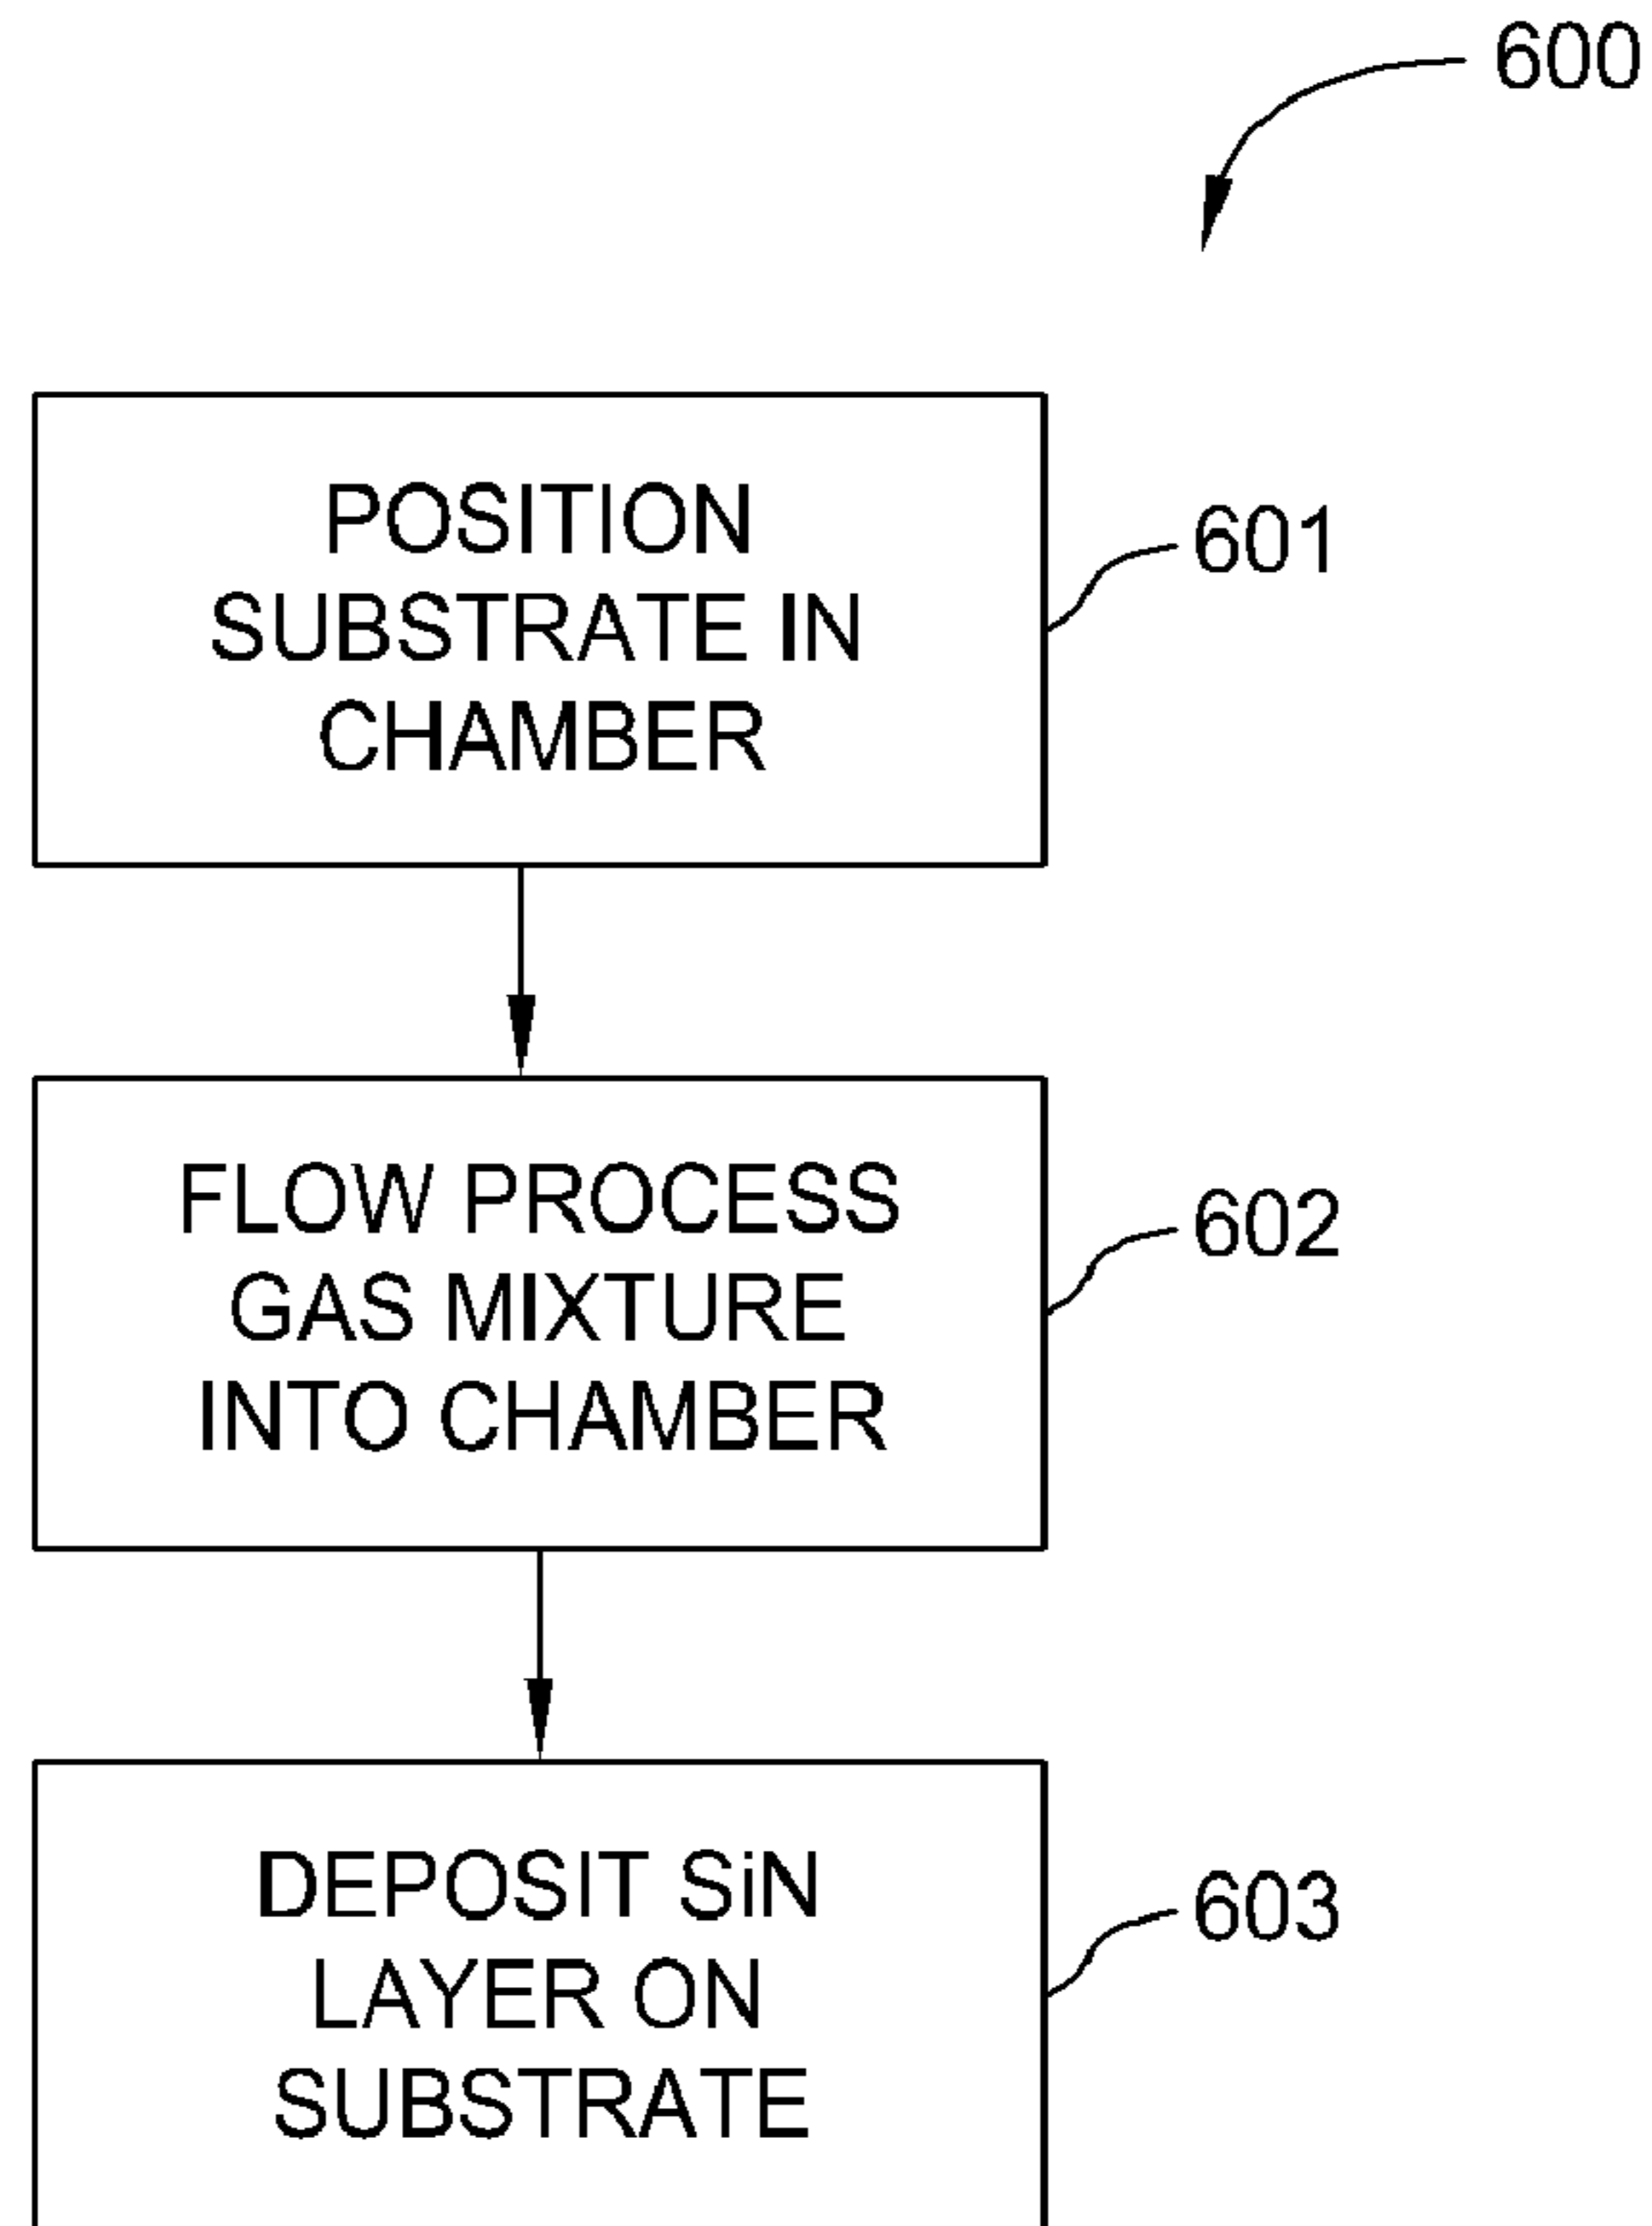 600
POSITION
SUBSTRATE IN
CHAMBER
601
FLOW PROCESS
GAS MIXTURE
INTO CHAMBER
602
DEPOSIT SiN
LAYER ON
SUBSTRATE
603